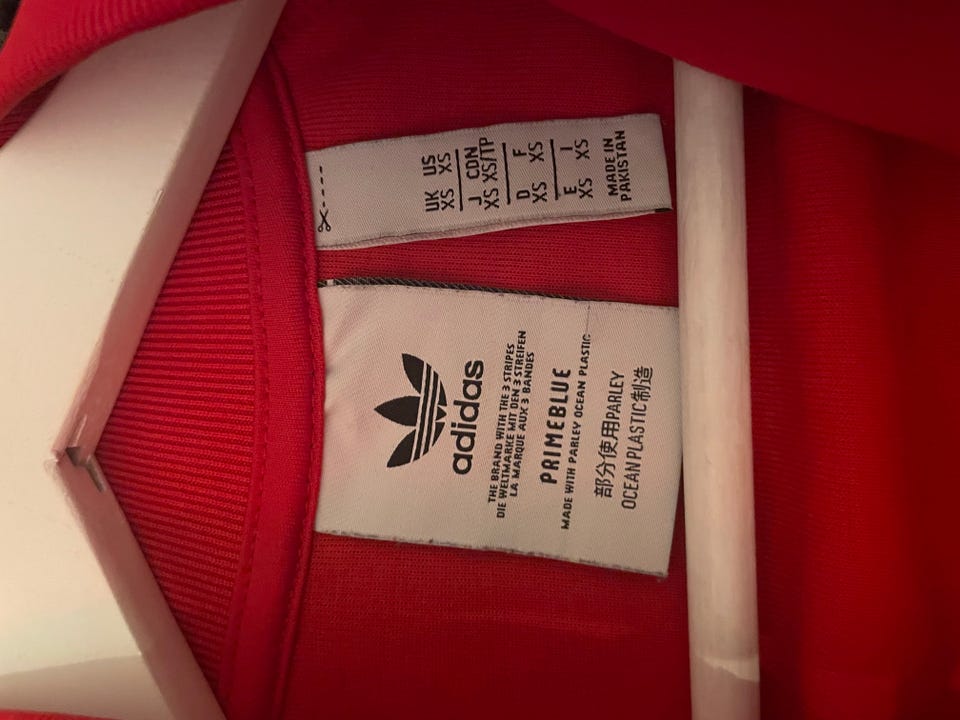 UK US
XS XS
J CDN
XS XS/TP
D F
XS XS
E I
XS XS
MADE IN
PAKISTAN
adidas
THE BRAND WITH THE 3 STRIPES
DIE WELTMARKE MIT DEN 3 STREIFEN
LA MARQUE AUX 3 BANDES
PRIMEBLUE
MADE WITH PARLEY OCEAN PLASTIC
部分使用PARLEY
OCEAN PLASTIC制造